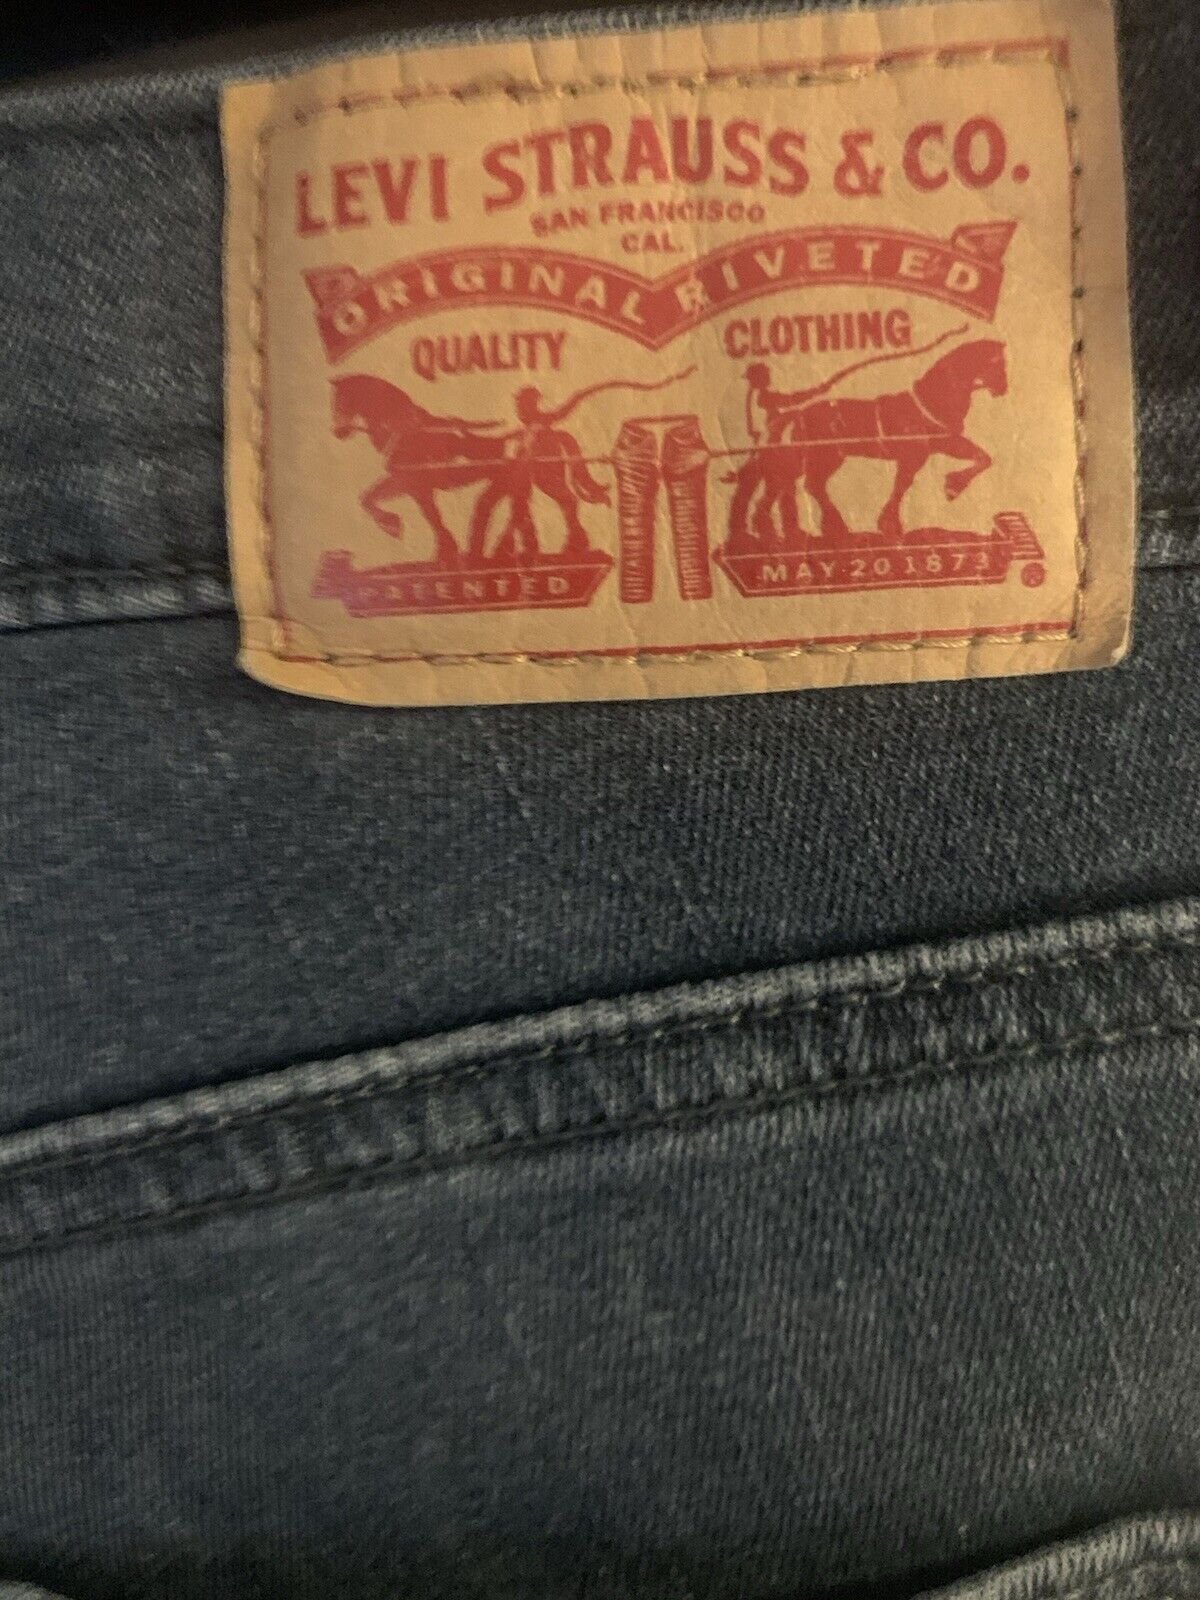 LEVI STRAUSS & CO.
SAN FRANCISCO
CAL.
ORIGINAL RIVETED
QUALITY CLOTHING
PATENTED MAY 20 1873 ®